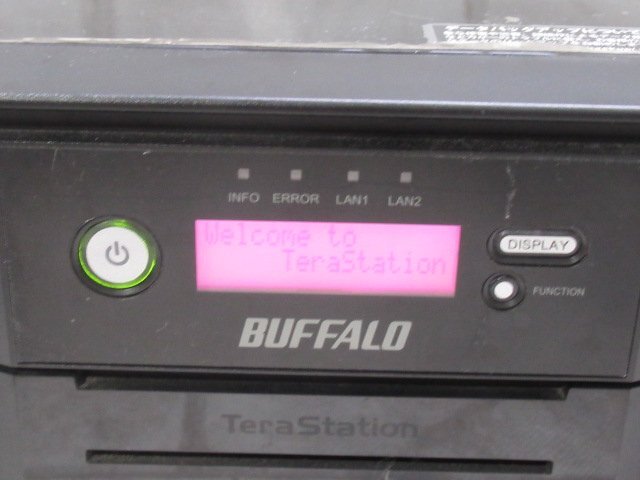 INFO ERROR LAN1 LAN2
Welcome to
TeraStation
DISPLAY
FUNCTION
BUFFALO
TeraStation